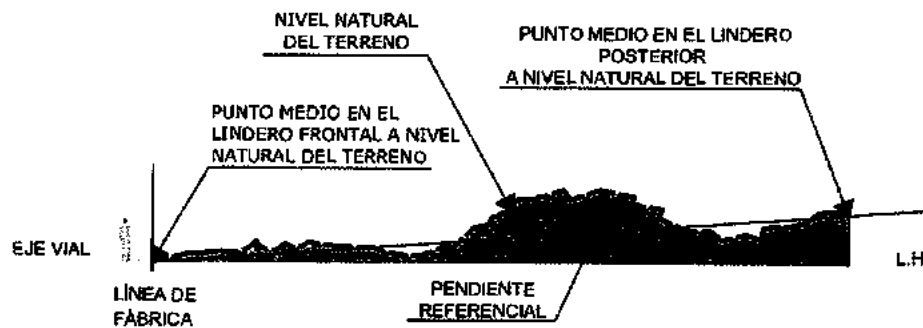 NIVEL NATURAL
DEL TERRENO
PUNTO MEDIO EN EL LINDERO
POSTERIOR
A NIVEL NATURAL DEL TERRENO
PUNTO MEDIO EN EL
LINDERO FRONTAL A NIVEL
NATURAL DEL TERRENO
EJE VIAL
L.H
LÍNEA DE
FÁBRICA
PENDIENTE
REFERENCIAL